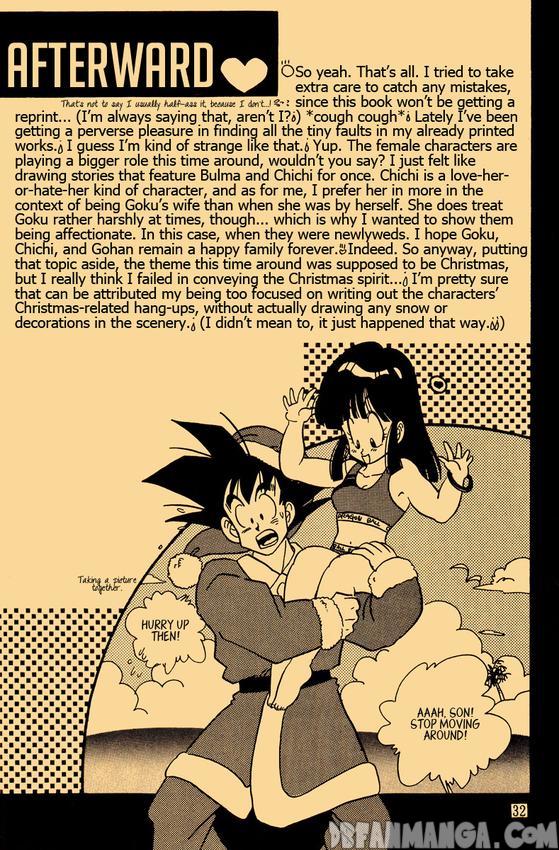 AFTERWARD
So yeah. That's all. I tried to take
extra care to catch any mistakes,
That's not to say I usually half-ass it, because I don't..!
since this book won't be getting a
reprint... (I'm always saying that, aren't I?) *cough cough* Lately I've been
getting a perverse pleasure in finding all the tiny faults in my already printed
works. I guess I'm kind of strange like that. Yup. The female characters are
playing a bigger role this time around, wouldn't you say? I just felt like
drawing stories that feature Bulma and Chichi for once. Chichi is a love-her-
or-hate-her kind of character, and as for me, I prefer her in more in the
context of being Goku's wife than when she was by herself. She does treat
Goku rather harshly at times, though... which is why I wanted to show them
being affectionate. In this case, when they were newlyweds. I hope Goku,
Chichi, and Gohan remain a happy family forever. Indeed. So anyway, putting
that topic aside, the theme this time around was supposed to be Christmas,
but I really think I failed in conveying the Christmas spirit... I'm pretty sure
that can be attributed my being too focused on writing out the characters'
Christmas-related hang-ups, without actually drawing any snow or
decorations in the scenery. (I didn't mean to, it just happened that way.)
DRAGON BALL
Taking a picture
together.
HURRY UP
THEN!
AAAH, SON!
STOP MOVING
AROUND!
32
DBFANMANGA.COM